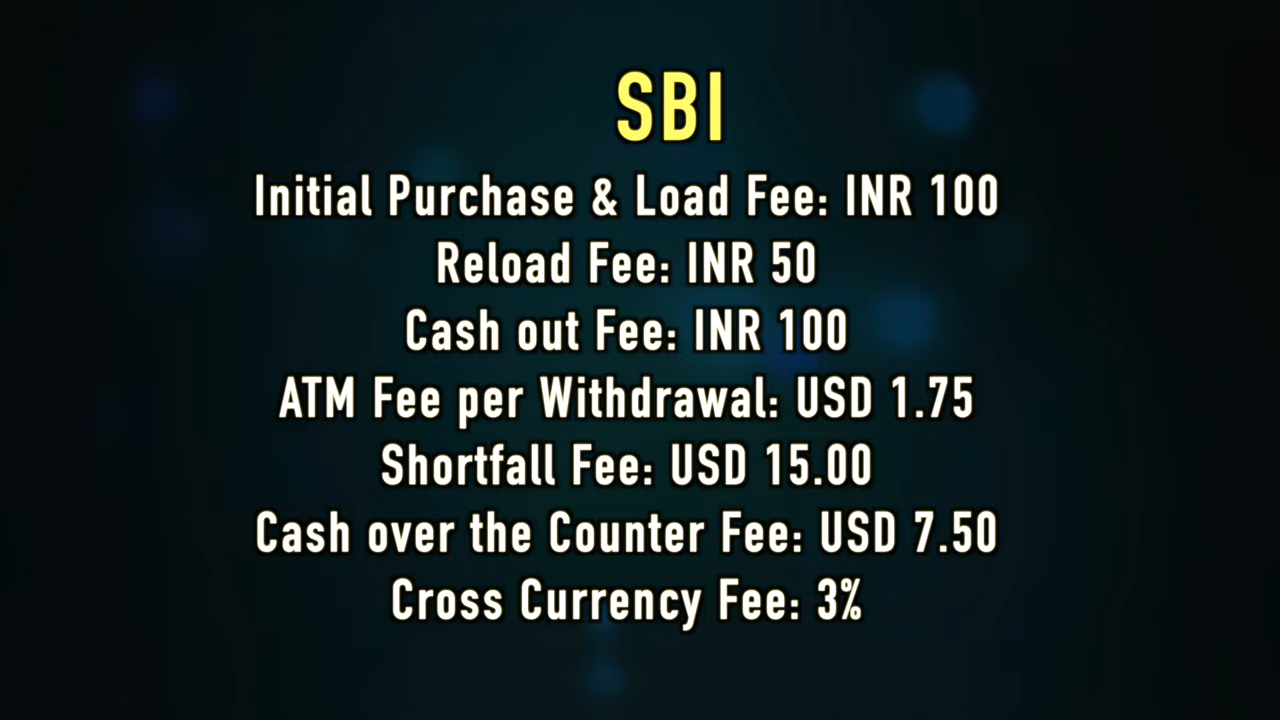 SBI
Initial Purchase & Load Fee: INR 100
Reload Fee: INR 50
Cash out Fee: INR 100
ATM Fee per Withdrawal: USD 1.75
Shortfall Fee: USD 15.00
Cash over the Counter Fee: USD 7.50
Cross Currency Fee: 3%